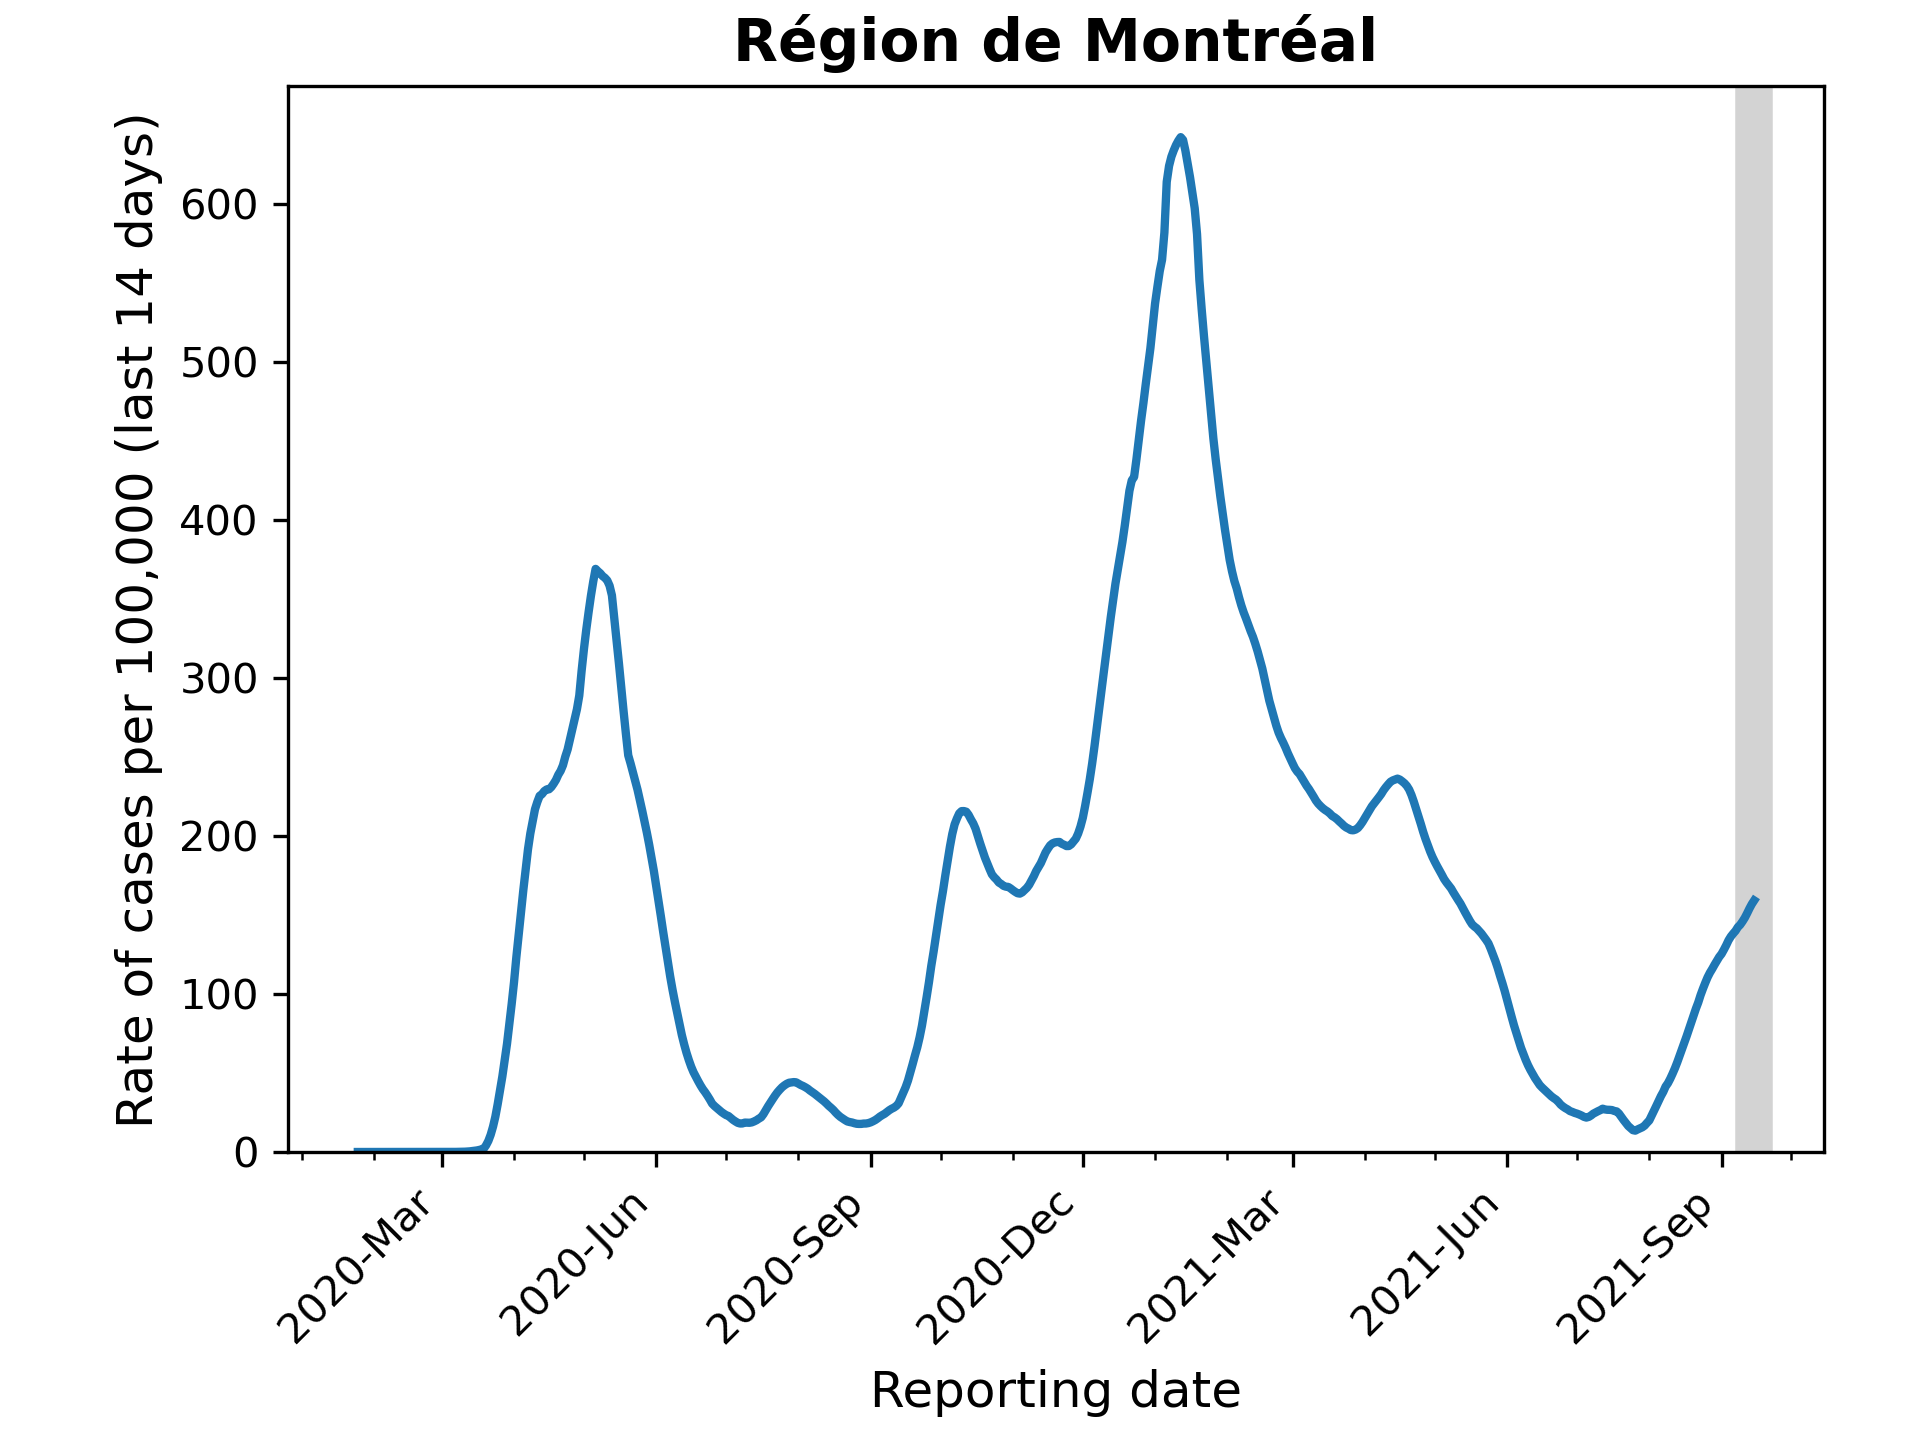 Région de Montréal
Rate of cases per 100,000 (last 14 days)
600
500
400
300
200
100
0
2020-Mar
2020-Jun
2020-Sep
2020-Dec
2021-Mar
2021-Jun
2021-Sep
Reporting date